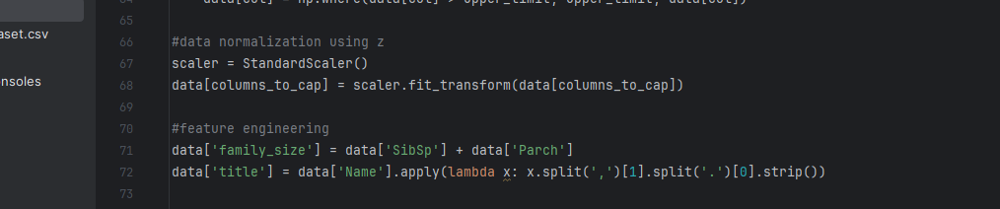 64 data[col] = np.where(data[col] > upper_limit, upper_limit, data[col])
65
aset.csv
66 #data normalization using z
67 scaler = StandardScaler()
nsoles
68 data[columns_to_cap] = scaler.fit_transform(data[columns_to_cap])
69
70 #feature engineering
71 data['family_size'] = data['SibSp'] + data['Parch']
72 data['title'] = data['Name'].apply(lambda x: x.split(',')[1].split('.')[0].strip())
73